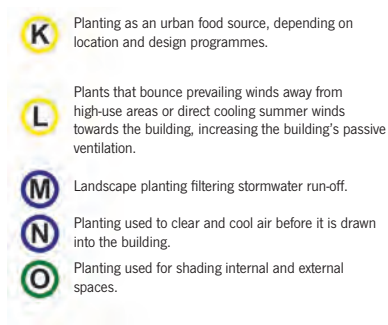 K Planting as an urban food source, depending on
location and design programmes.
L Plants that bounce prevailing winds away from
high-use areas or direct cooling summer winds
towards the building, increasing the building's passive
ventilation.
M Landscape planting filtering stormwater run-off.
N Planting used to clear and cool air before it is drawn
into the building.
O Planting used for shading internal and external
spaces.